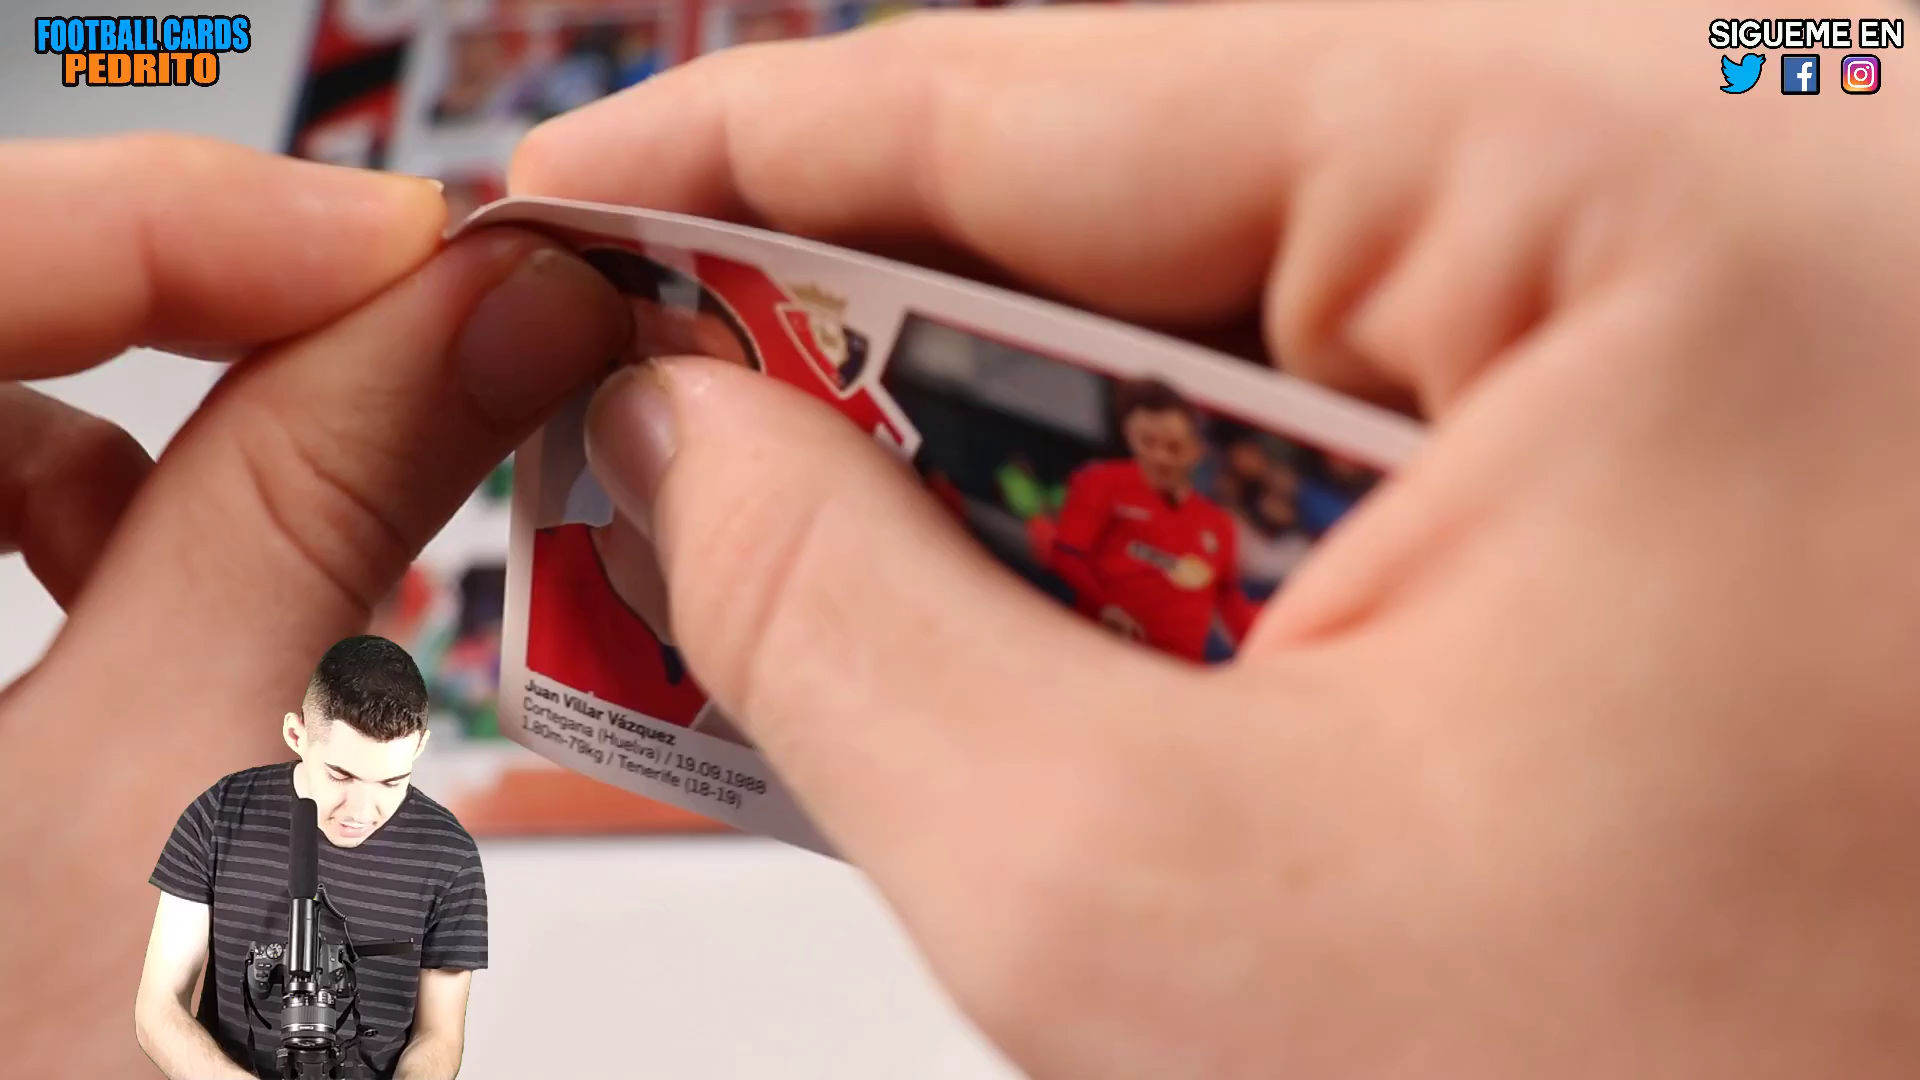 FOOTBALL CARDS
PEDRITO
SIGUEME EN
Juan Villar Vázquez
Cortegana (Huelva) / 19.09.1988
1.80m-79kg / Tenerife (18-19)